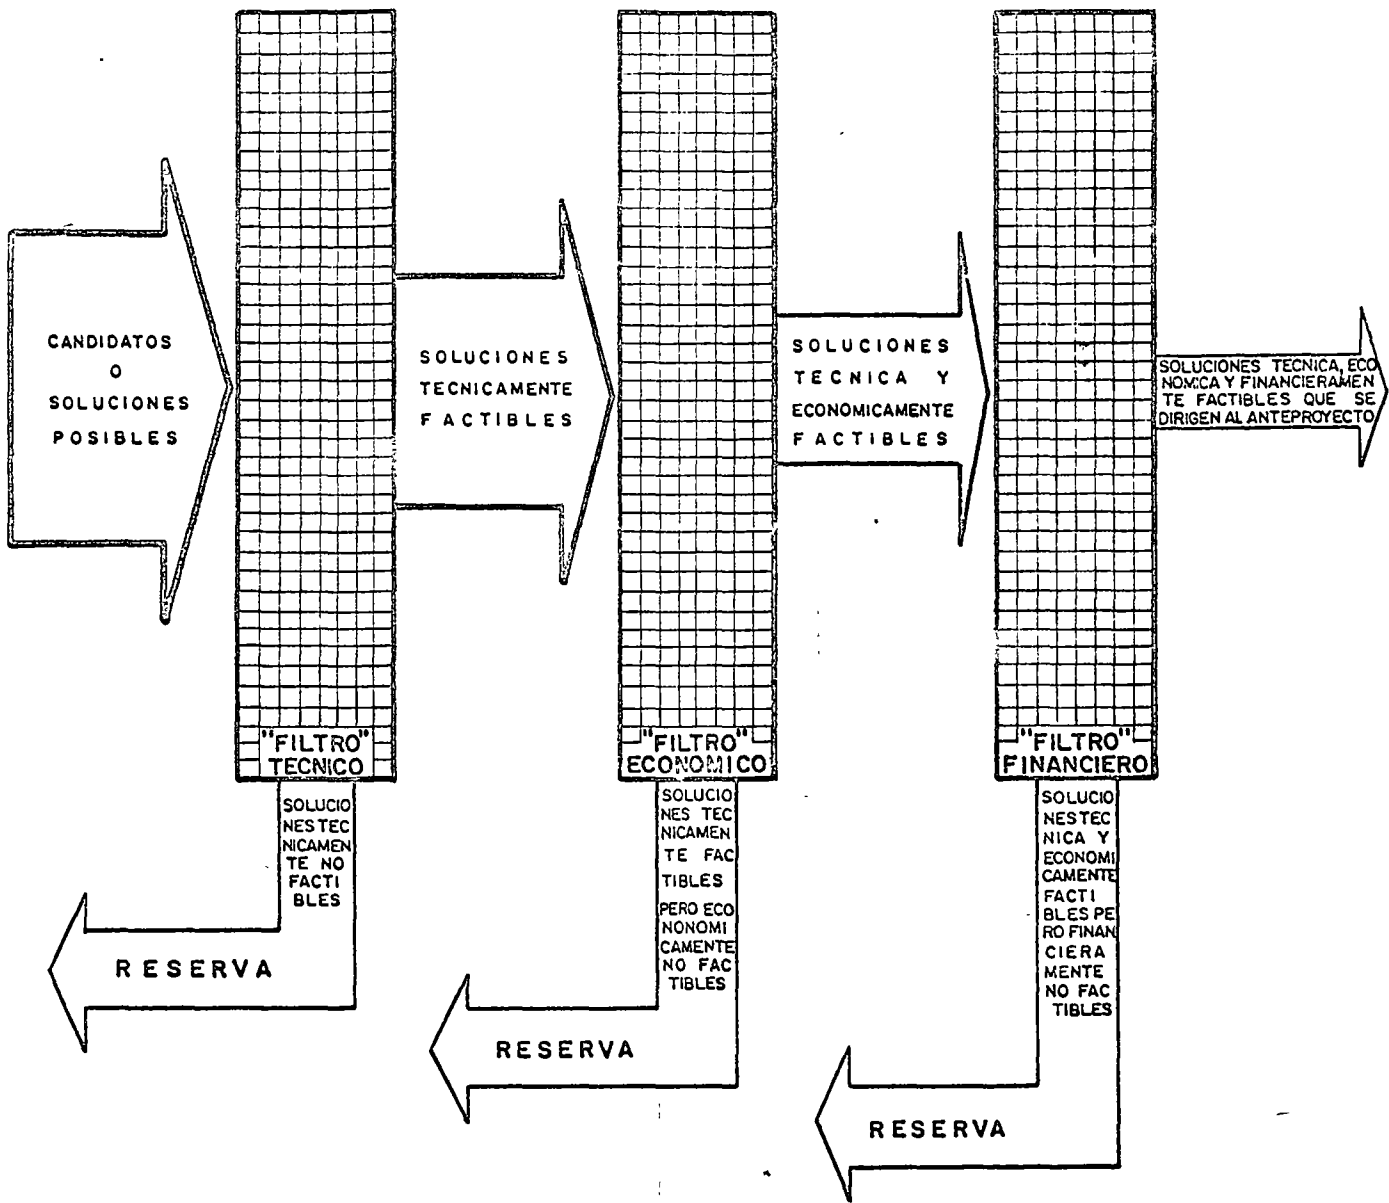 CANDIDATOS
O
SOLUCIONES
POSIBLES
SOLUCIONES
TECNICAMENTE
FACTIBLES
SOLUCIONES
TECNICA Y
ECONOMICAMENTE
FACTIBLES
SOLUCIONES TECNICA, ECO
NOMICA Y FINANCIERAMEN
TE FACTIBLES QUE SE
DIRIGEN AL ANTEPROYECTO
"FILTRO"
TECNICO
"FILTRO"
ECONOMICO
"FILTRO"
FINANCIERO
SOLUCIO
NES TEC
NICAMEN
TE NO
FACTI
BLES
RESERVA
SOLUCIO
NES TEC
NICAMEN
TE FAC
TIBLES
PERO ECO
NONOMI
CAMENTE
NO FAC
TIBLES
RESERVA
SOLUCIO
NES TEC
NICA Y
ECONOMI
CAMENTE
FACTI
BLES PE
RO FINAN
CIERA
MENTE
NO FAC
TIBLES
RESERVA